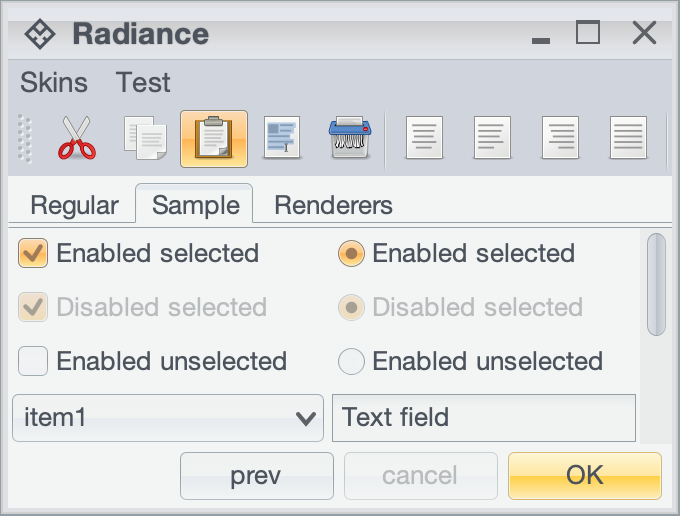 Radiance
Skins Test
Regular Sample Renderers
Enabled selected Enabled selected
Disabled selected Disabled selected
Enabled unselected Enabled unselected
item1 Text field
prev cancel OK